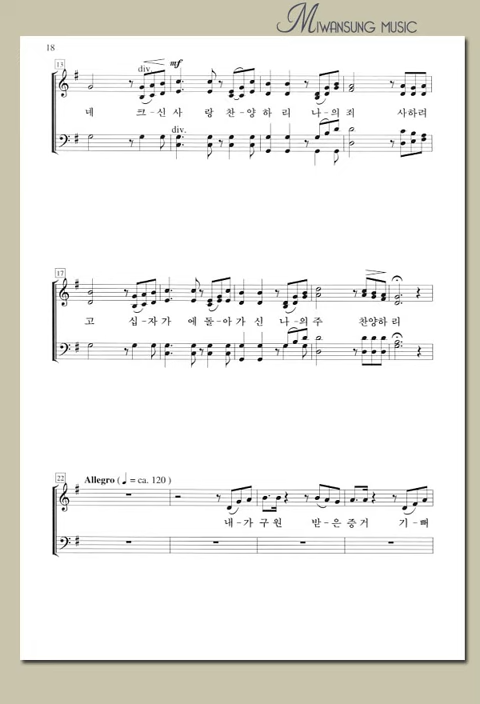 MIWANSUNG MUSIC
18
13
div.
mf
네 크-신사 랑찬-양하리 나-의죄 사하려
div.
17
고 십-자가 에돌-아가신 나-의주 찬양하리
22
Allegro (♩ = ca. 120)
내-가구원 받-은증거 기-뻐